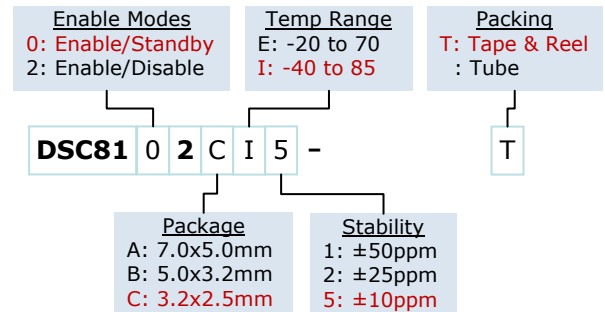 Enable Modes
0: Enable/Standby
2: Enable/Disable
Temp Range
E: -20 to 70
I: -40 to 85
Packing
T: Tape & Reel
: Tube
DSC81 0 2 C I 5 – T
Package
A: 7.0x5.0mm
B: 5.0x3.2mm
C: 3.2x2.5mm
Stability
1: ±50ppm
2: ±25ppm
5: ±10ppm